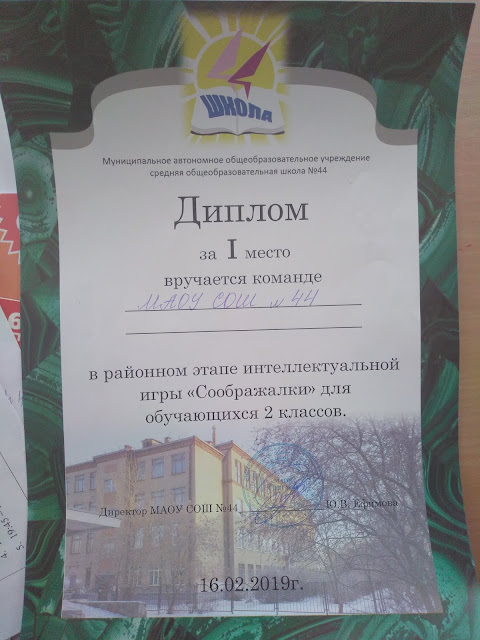 ШКОЛА
Муниципальное автономное общеобразовательное учреждение
средняя общеобразовательная школа №44
Диплом
за I место
вручается команде
МАОУ СОШ № 44
в районном этапе интеллектуальной
игры «Соображалки» для
обучающихся 2 классов.
Директор МАОУ СОШ №44 Ю.В. Ефимова
16.02.2019г.